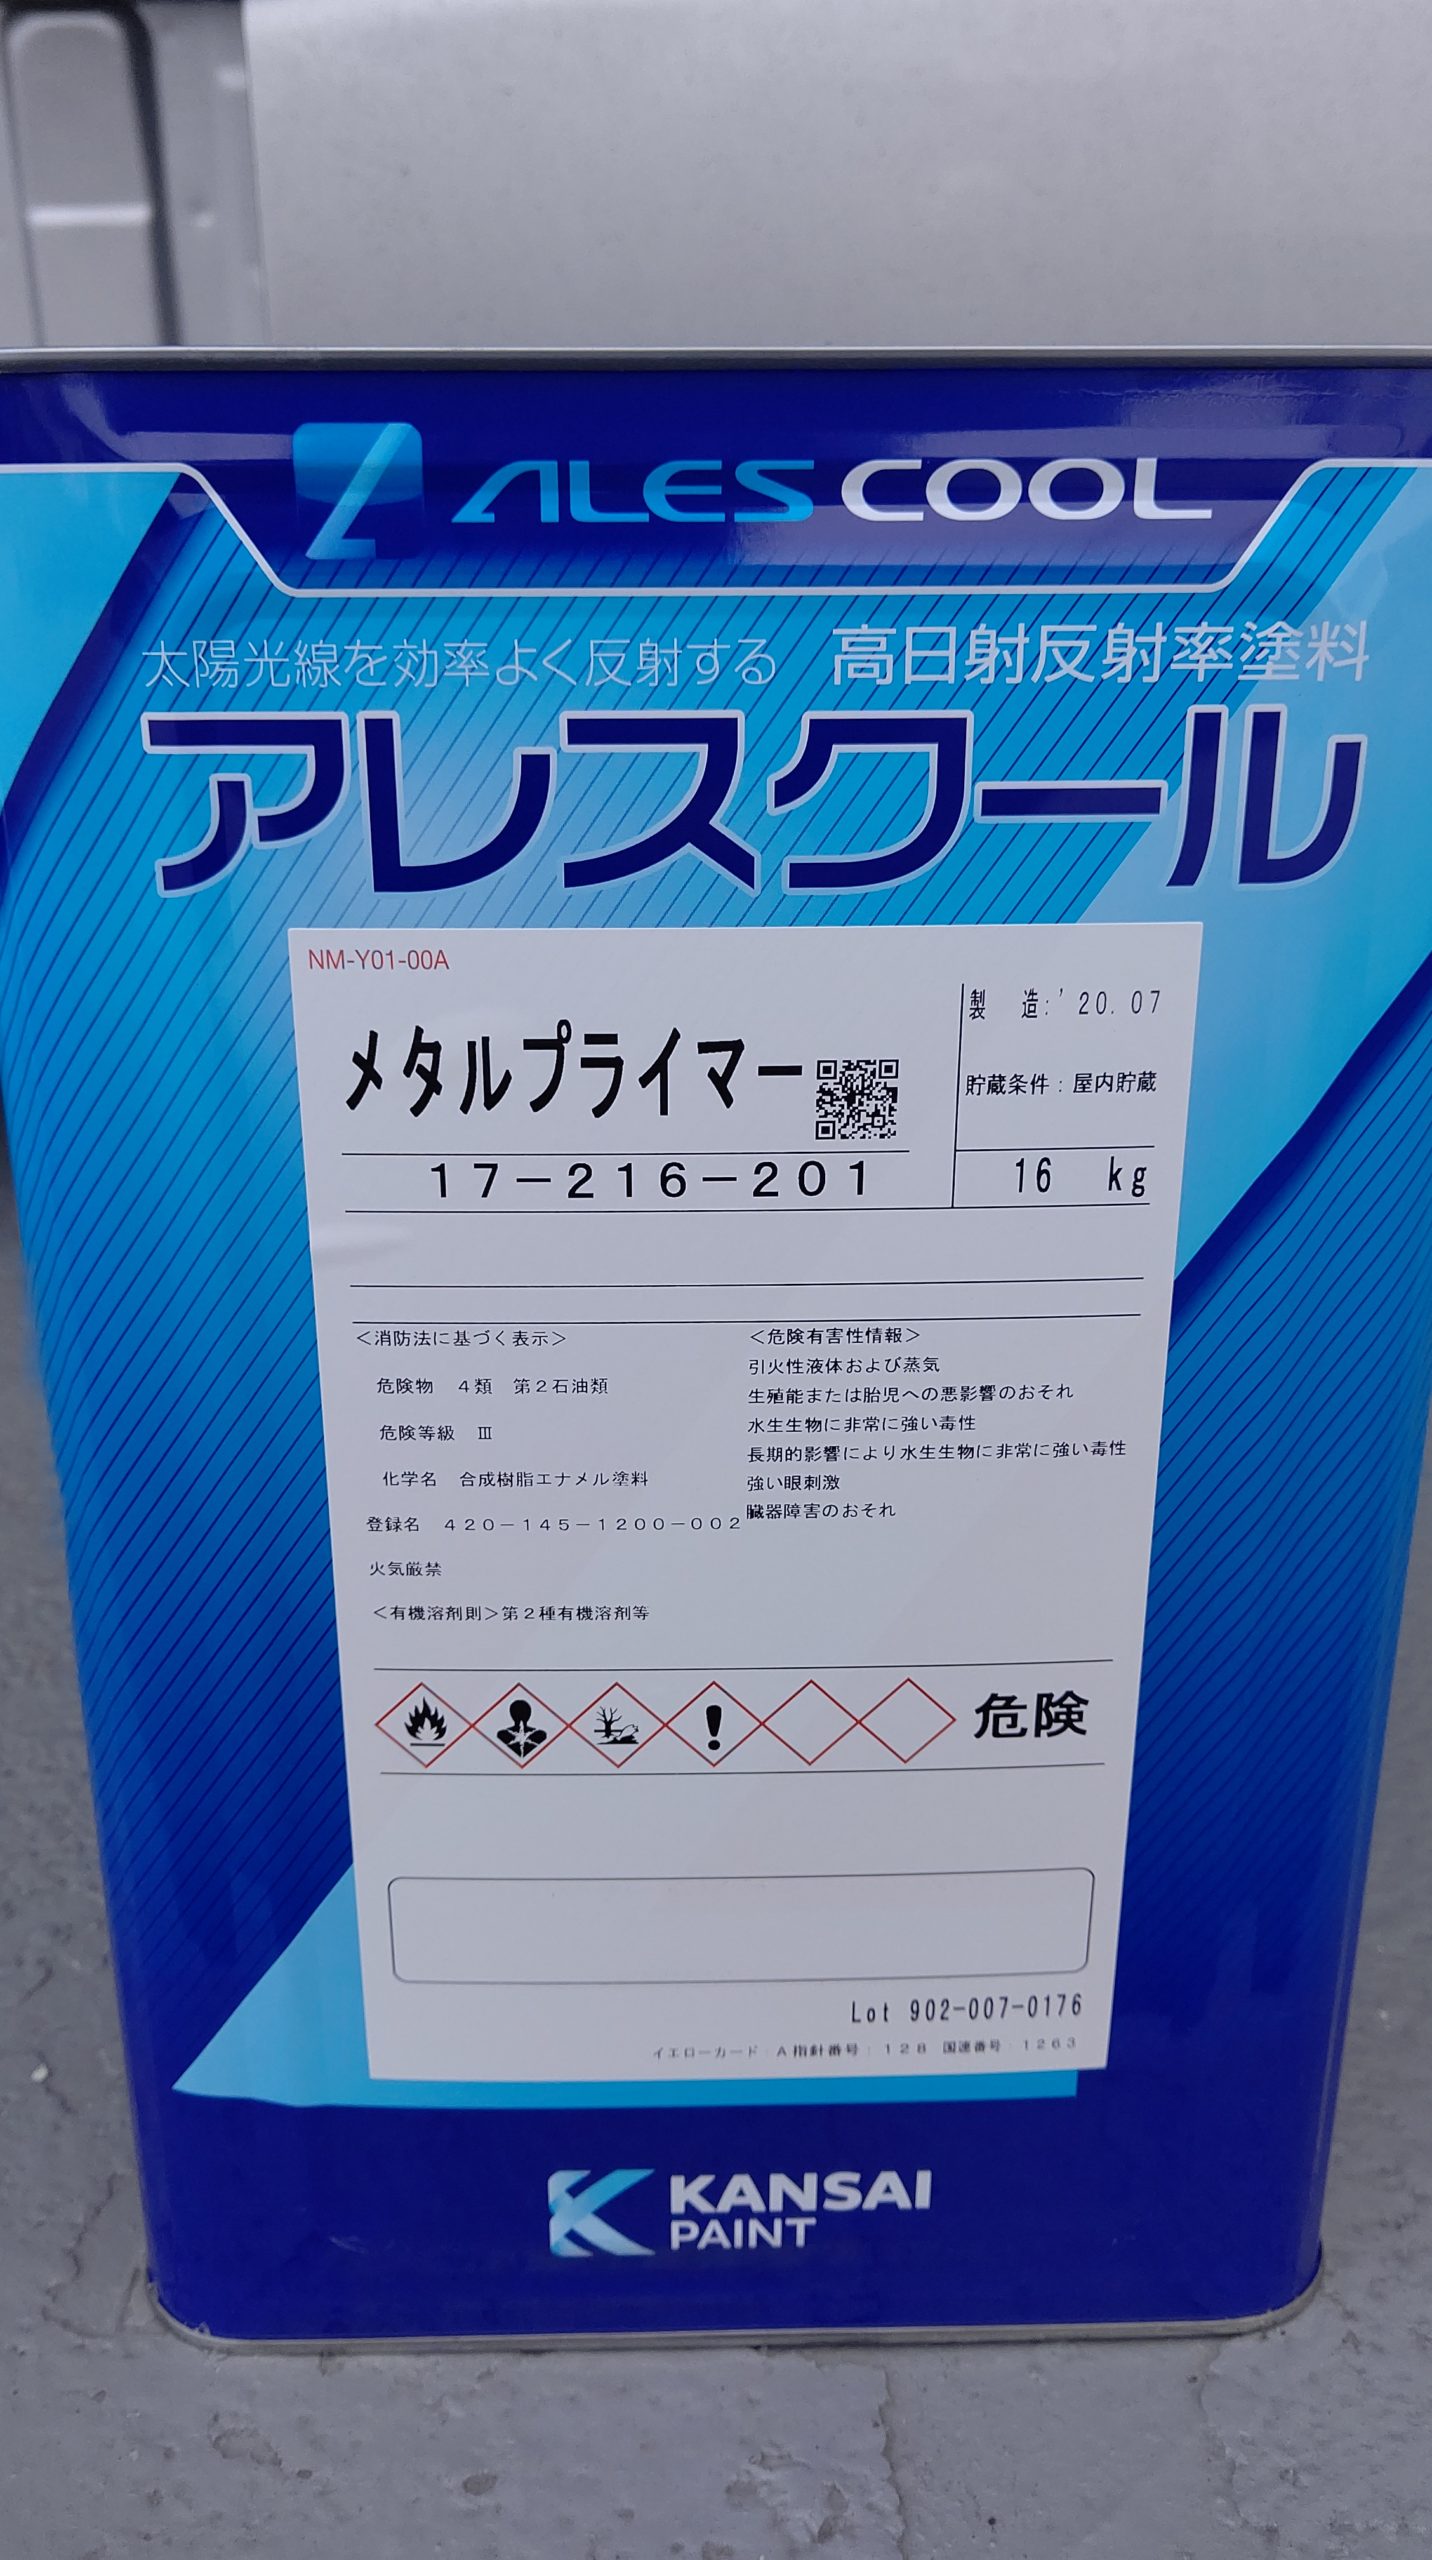 ALES COOL
太陽光線を効率よく反射する 高日射反射率塗料
アレスクール
NM-Y01-00A
メタルプライマー
17-216-201
製 造:'20.07
貯蔵条件:屋内貯蔵
16 kg
<消防法に基づく表示>
危険物 4類 第2石油類
危険等級 Ⅲ
化学名 合成樹脂エナメル塗料
登録名 420-145-1200-002
火気厳禁
<有機溶剤則>第2種有機溶剤等
<危険有害性情報>
引火性液体および蒸気
生殖能または胎児への悪影響のおそれ
水生生物に非常に強い毒性
長期的影響により水生生物に非常に強い毒性
強い眼刺激
臓器障害のおそれ
危険
Lot 902-007-0176
イエローカード:A指針番号:128 国連番号:1263
KANSAI
PAINT